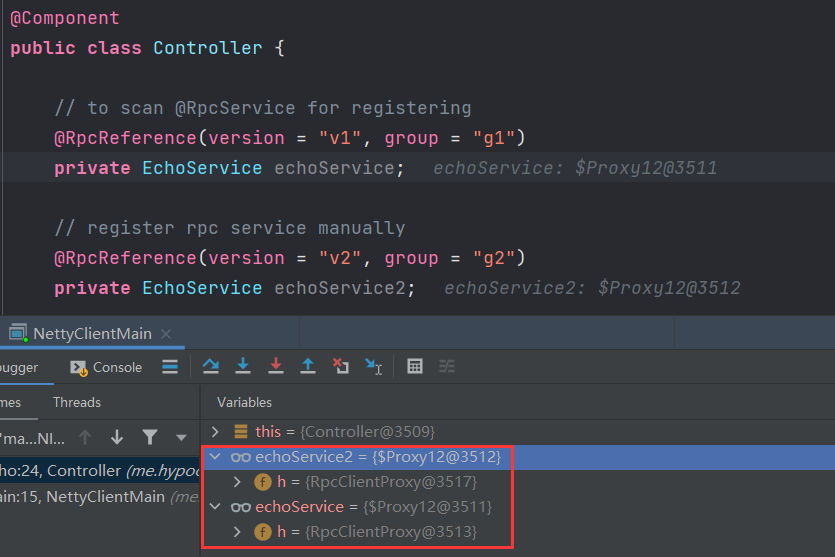 @Component
public class Controller {
// to scan @RpcService for registering
@RpcReference(version = "v1", group = "g1")
private EchoService echoService; echoService: $Proxy12@3511
// register rpc service manually
@RpcReference(version = "v2", group = "g2")
private EchoService echoService2; echoService2: $Proxy12@3512
NettyClientMain
ugger Console
mes Threads Variables
"ma...NI... this = {Controller@3509}
echoService2 = {$Proxy12@3512}
ho:24, Controller (me.hypoc
f h = {RpcClientProxy@3517}
ain:15, NettyClientMain (me
echoService = {$Proxy12@3511}
f h = {RpcClientProxy@3513}